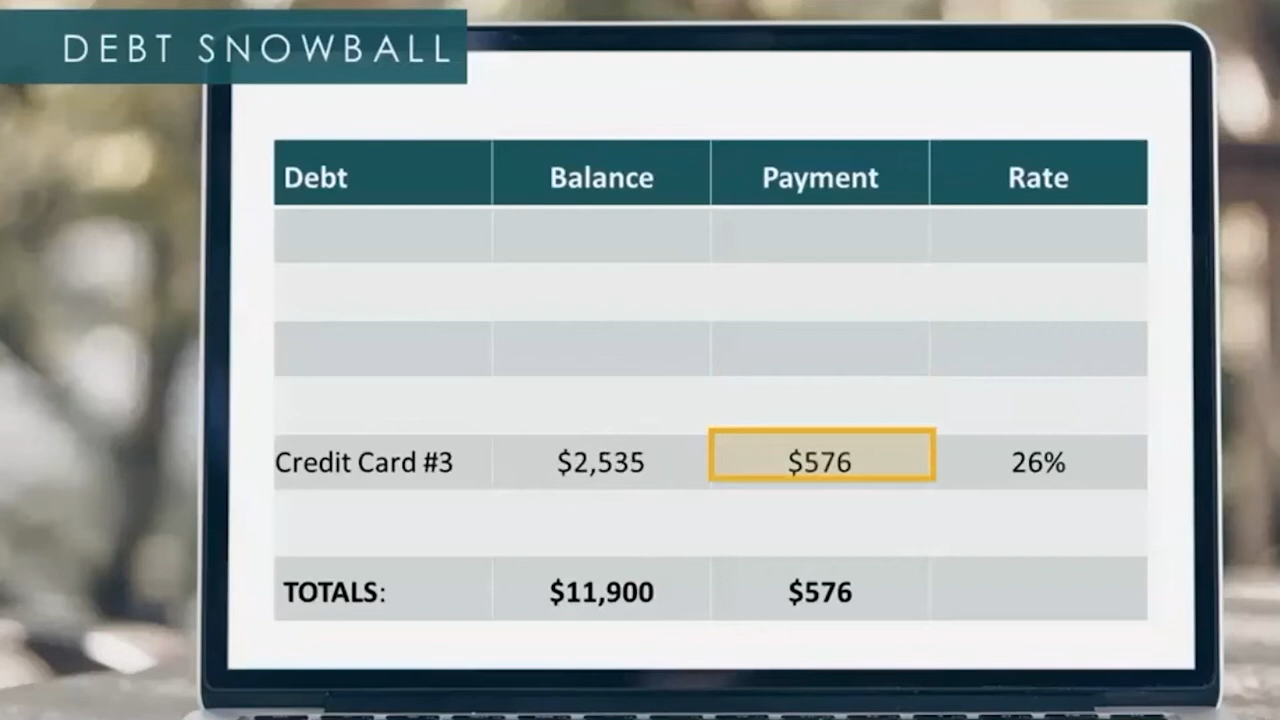 DEBT SNOWBALL
Debt Balance Payment Rate
Credit Card #3 $2,535 $576 26%
TOTALS: $11,900 $576